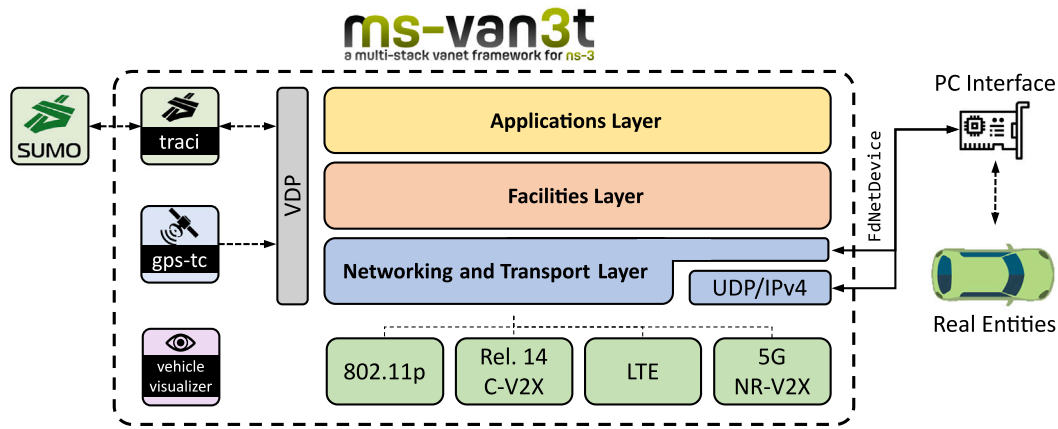 ms-van3t
a multi-stack vanet framework for ns-3
SUMO
traci
gps-tc
vehicle
visualizer
VDP
Applications Layer
Facilities Layer
Networking and Transport Layer
UDP/IPv4
802.11p
Rel. 14
C-V2X
LTE
5G
NR-V2X
FdNetDevice
PC Interface
Real Entities